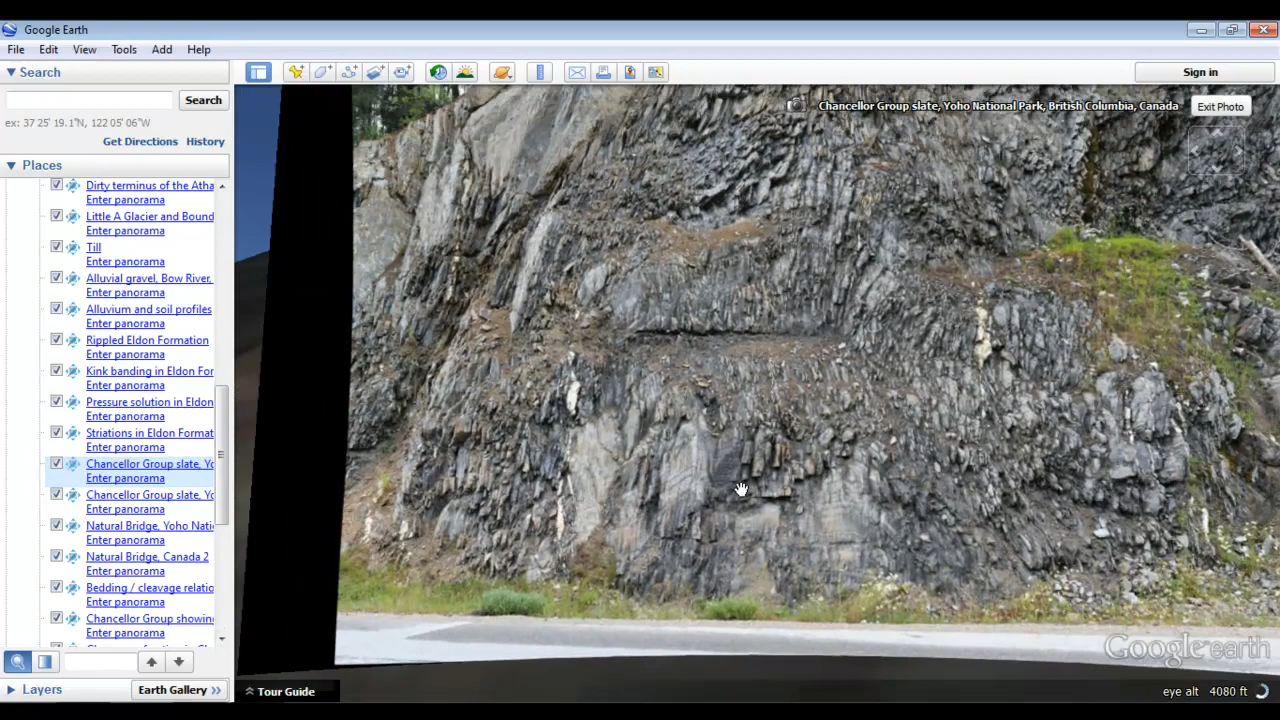 Google Earth
File Edit View Tools Add Help
Search
Sign in
Search
ex: 37 25' 19.1"N, 122 05' 06"W
Get Directions History
Places
Chancellor Group slate, Yoho National Park, British Columbia, Canada
Exit Photo
Dirty terminus of the Atha
Enter panorama
Little A Glacier and Bound
Enter panorama
Till
Enter panorama
Alluvial gravel, Bow River,
Enter panorama
Alluvium and soil profiles
Enter panorama
Rippled Eldon Formation
Enter panorama
Kink banding in Eldon For
Enter panorama
Pressure solution in Eldon
Enter panorama
Striations in Eldon Format
Enter panorama
Chancellor Group slate, Yo
Enter panorama
Chancellor Group slate, Yo
Enter panorama
Natural Bridge, Yoho Nati
Enter panorama
Natural Bridge, Canada 2
Enter panorama
Bedding / cleavage relatio
Enter panorama
Chancellor Group showing
Enter panorama
Google earth
Layers
Earth Gallery >>
Tour Guide
eye alt 4080 ft